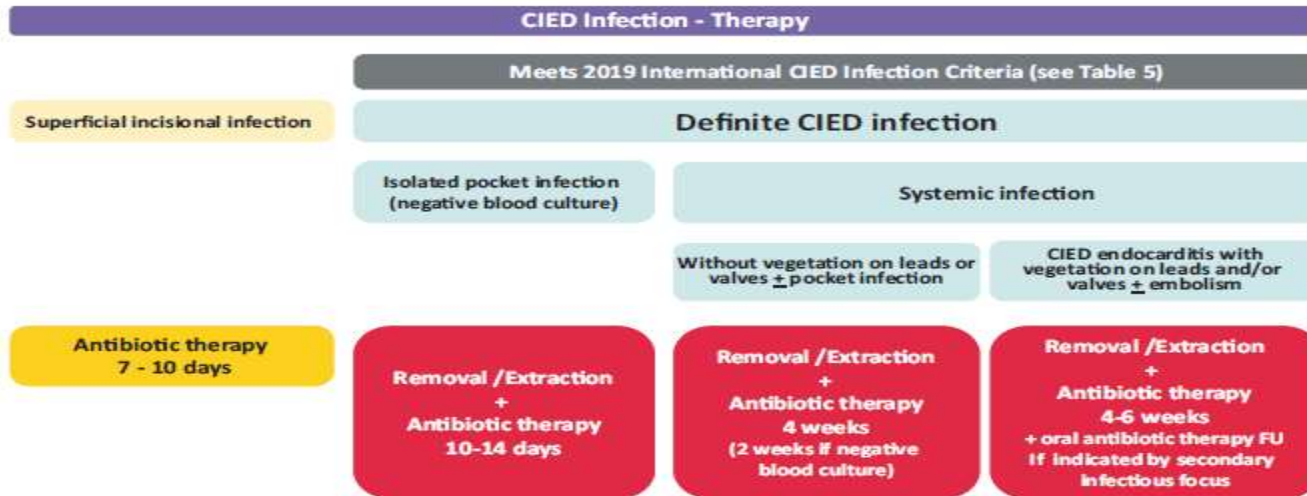 CIED Infection - Therapy
Meets 2019 International CIED Infection Criteria (see Table 5)
Superficial incisional infection
Definite CIED infection
Isolated pocket infection
(negative blood culture)
Systemic infection
Without vegetation on leads or
valves ± pocket infection
CIED endocarditis with
vegetation on leads and/or
valves ± embolism
Antibiotic therapy
7 - 10 days
Removal /Extraction
+
Antibiotic therapy
10-14 days
Removal /Extraction
+
Antibiotic therapy
4 weeks
(2 weeks if negative
blood culture)
Removal /Extraction
+
Antibiotic therapy
4-6 weeks
+ oral antibiotic therapy FU
If indicated by secondary
infectious focus